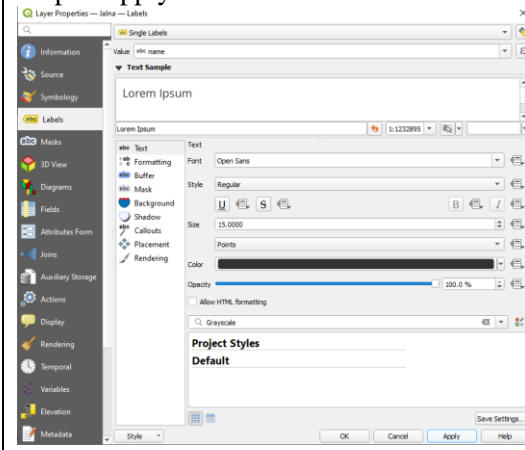 Layer Properties — Jalna — Labels
Information
Source
Symbology
Labels
Masks
3D View
Diagrams
Fields
Attributes Form
Joins
Auxiliary Storage
Actions
Display
Rendering
Temporal
Variables
Elevation
Metadata
Single Labels
Value abc name
Text Sample
Lorem Ipsum
Lorem Ipsum
1:1232895
Text
Formatting
Buffer
Mask
Background
Shadow
Callouts
Placement
Rendering
Text
Font Open Sans
Style Regular
U S B I
Size 15.0000
Points
Color
Opacity 100.0 %
Allow HTML formatting
Grayscale
Project Styles
Default
Save Settings...
Style OK Cancel Apply Help